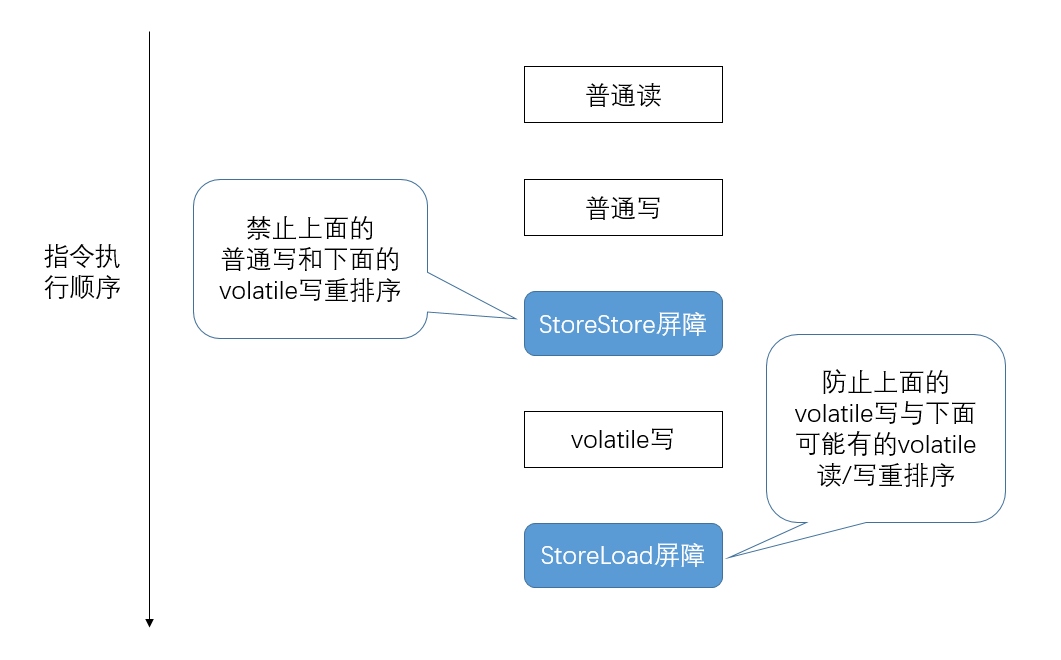 普通读
普通写
指令执
行顺序
禁止上面的
普通写和下面的
volatile写重排序
StoreStore屏障
防止上面的
volatile写与下面
可能有的volatile
读/写重排序
volatile写
StoreLoad屏障